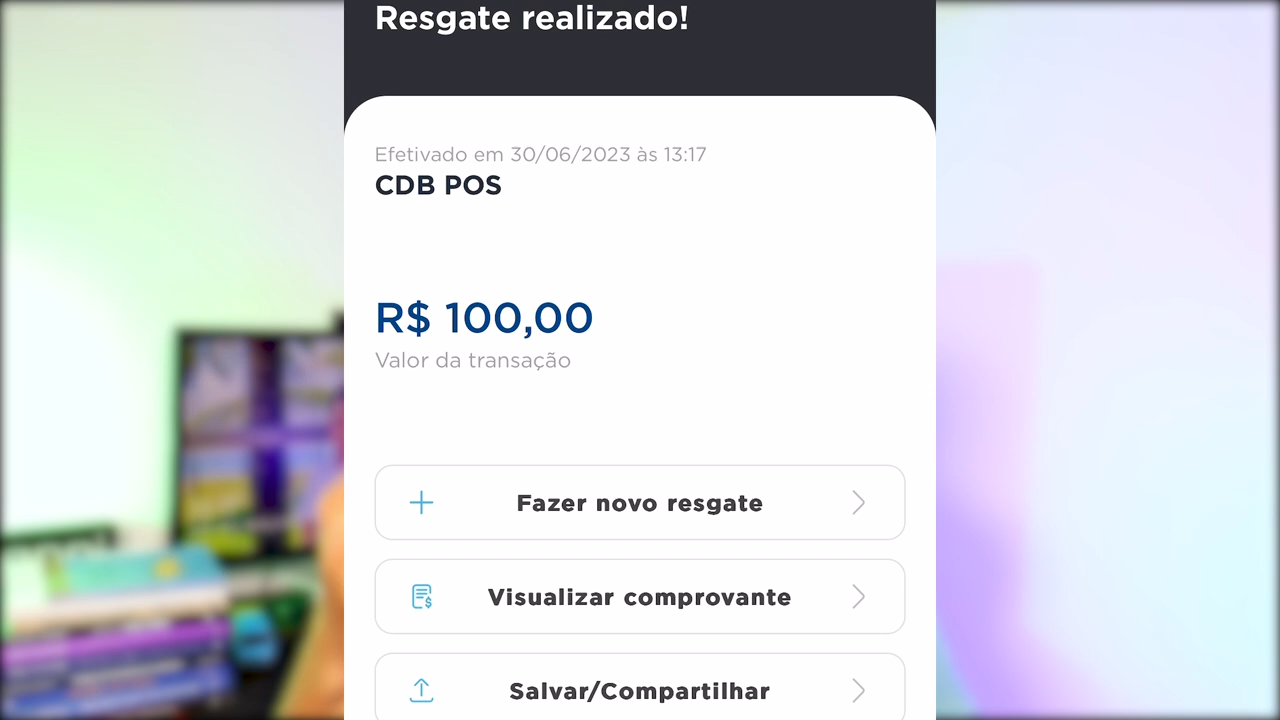 Resgate realizado!
Efetivado em 30/06/2023 às 13:17
CDB POS
R$ 100,00
Valor da transação
Fazer novo resgate
Visualizar comprovante
Salvar/Compartilhar